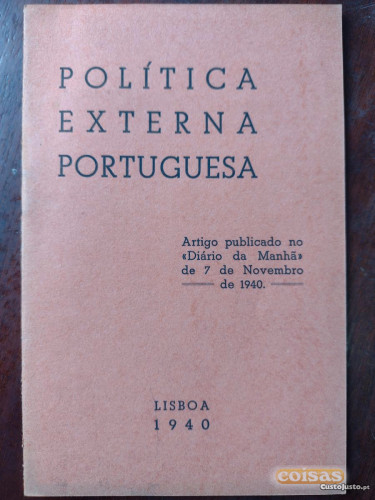 POLÍTICA
EXTERNA
PORTUGUESA
Artigo publicado no
«Diário da Manhã»
de 7 de Novembro
de 1940.
LISBOA
1940
coisas
CustoJusto.pt